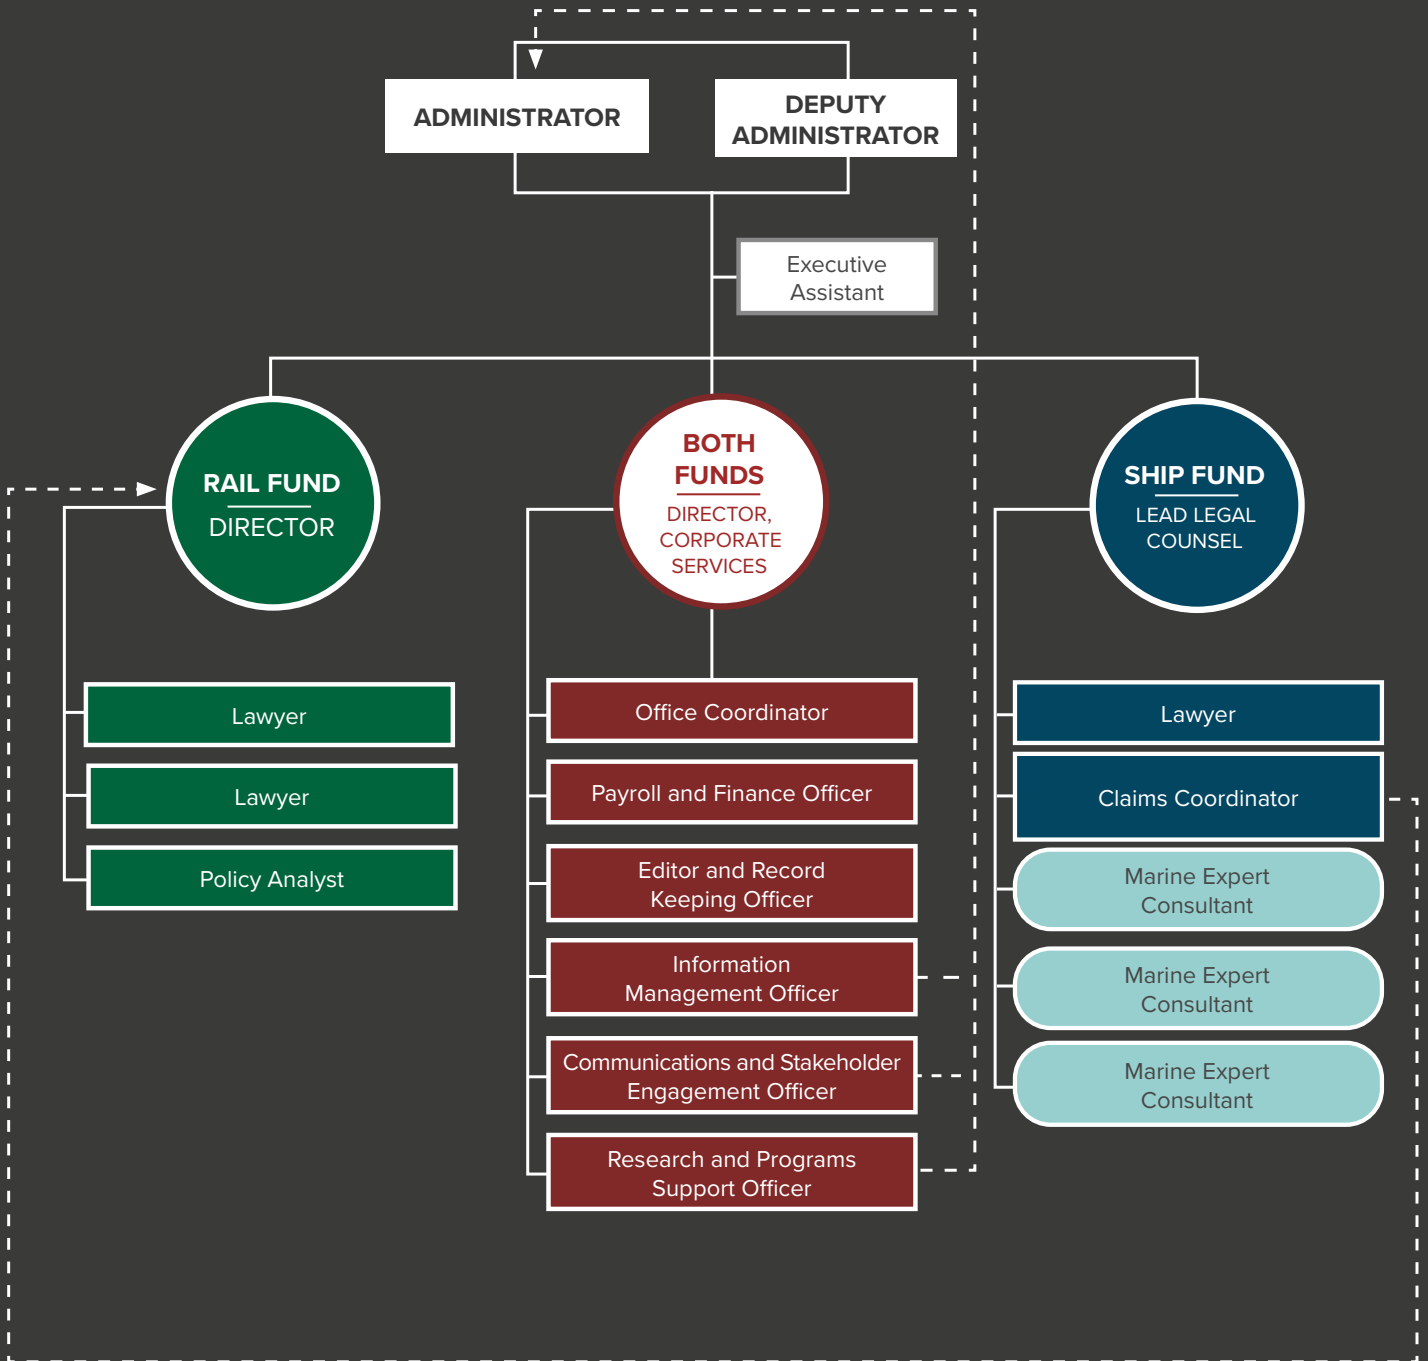 ADMINISTRATOR
DEPUTY
ADMINISTRATOR
Executive
Assistant
RAIL FUND
DIRECTOR
Lawyer
Lawyer
Policy Analyst
BOTH
FUNDS
DIRECTOR,
CORPORATE
SERVICES
Office Coordinator
Payroll and Finance Officer
Editor and Record
Keeping Officer
Information
Management Officer
Communications and Stakeholder
Engagement Officer
Research and Programs
Support Officer
SHIP FUND
LEAD LEGAL
COUNSEL
Lawyer
Claims Coordinator
Marine Expert
Consultant
Marine Expert
Consultant
Marine Expert
Consultant